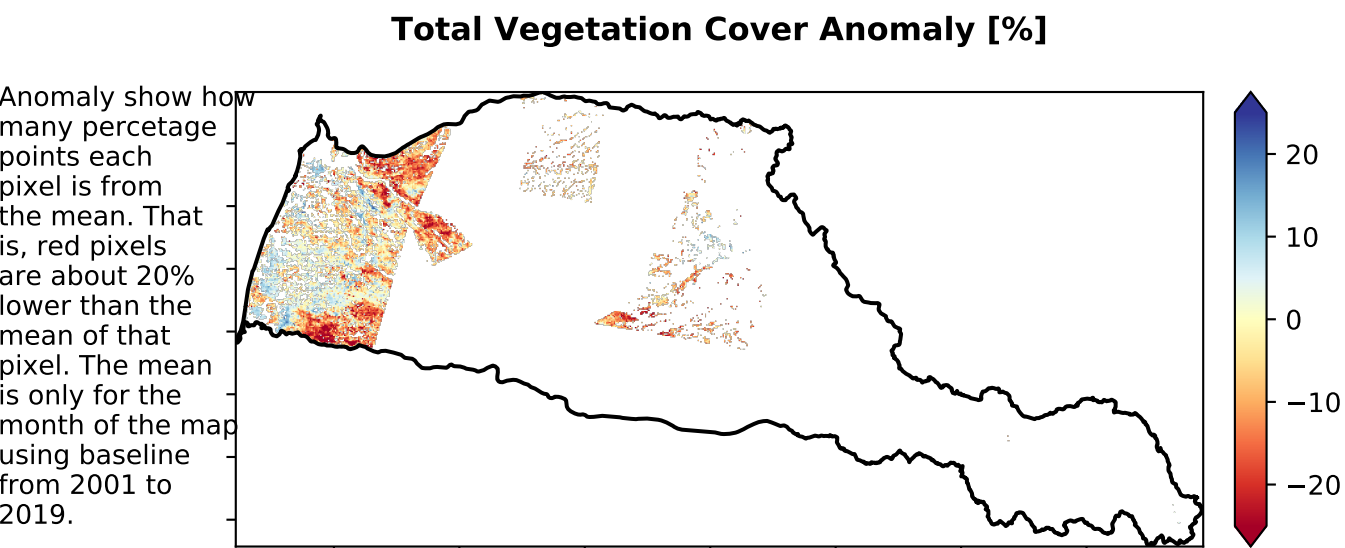 Total Vegetation Cover Anomaly [%]
Anomaly show how
many percetage
points each
pixel is from
the mean. That
is, red pixels
are about 20%
lower than the
mean of that
pixel. The mean
is only for the
month of the map
using baseline
from 2001 to
2019.
20
10
0
−10
−20